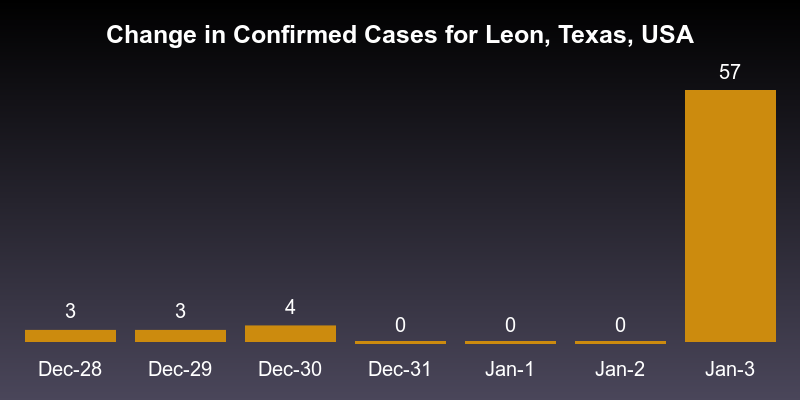 Change in Confirmed Cases for Leon, Texas, USA
57
3 3 4 0 0 0
Dec-28 Dec-29 Dec-30 Dec-31 Jan-1 Jan-2 Jan-3